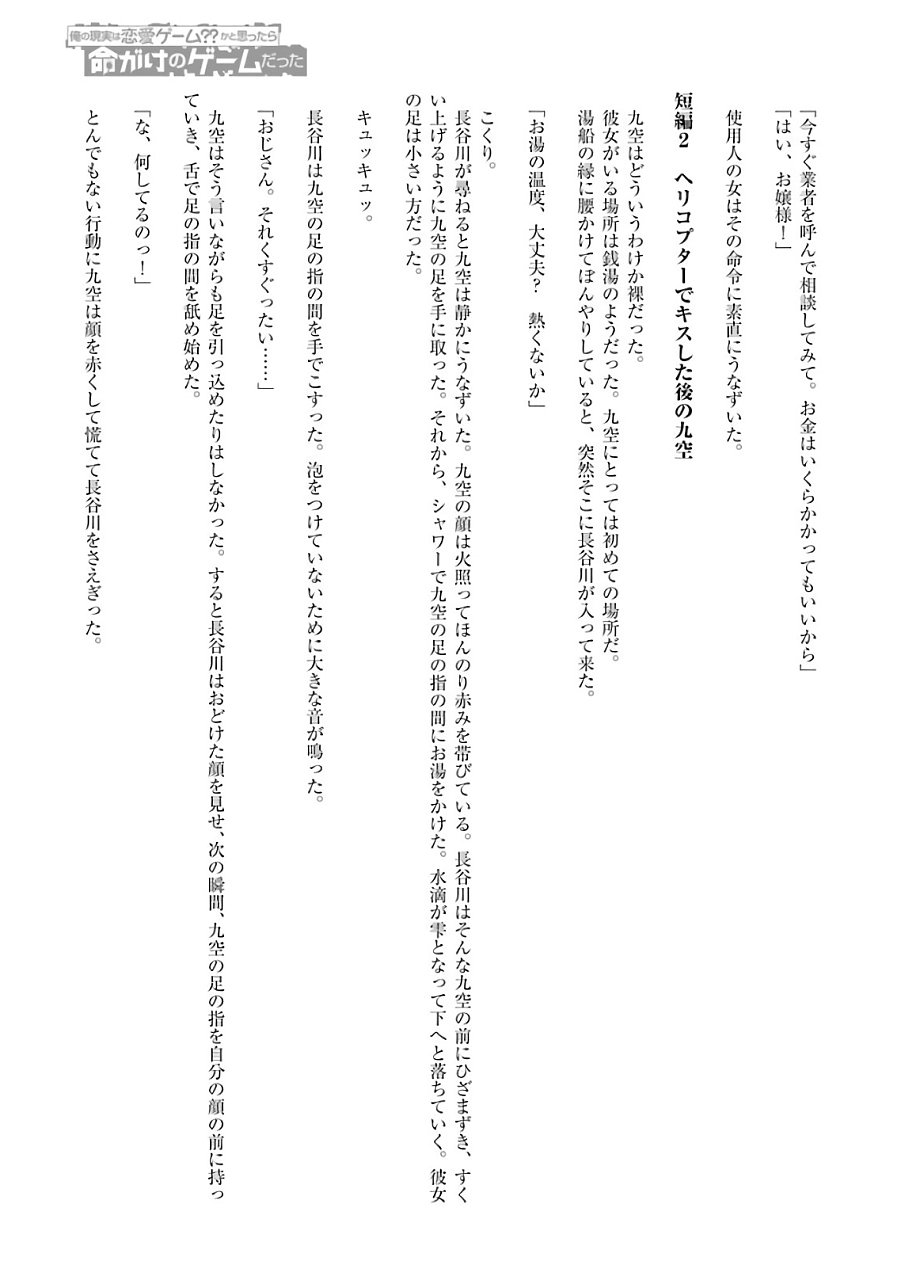 俺の現実は恋愛ゲーム??かと思ったら
命がけのゲームだった
「今すぐ業者を呼んで相談してみて。お金はいくらかかってもいいから」
「はい、お嬢様！」
使用人の女はその命令に素直にうなずいた。
短編2　ヘリコプターでキスした後の九空
九空はどういうわけか裸だった。
彼女がいる場所は銭湯のようだった。九空にとっては初めての場所だ。
湯船の縁に腰かけてぼんやりしていると、突然そこに長谷川が入って来た。
「お湯の温度、大丈夫？　熱くないか」
こくり。
長谷川が尋ねると九空は静かにうなずいた。九空の顔は火照ってほんのり赤みを帯びている。長谷川はそんな九空の前にひざまずき、すく
い上げるように九空の足を手に取った。それから、シャワーで九空の足の指の間にお湯をかけた。水滴が雫となって下へと落ちていく。彼女
の足は小さい方だった。
キュッキュッ。
長谷川は九空の足の指の間を手でこすった。泡をつけていないために大きな音が鳴った。
「おじさん。それくすぐったい……」
九空はそう言いながらも足を引っ込めたりはしなかった。すると長谷川はおどけた顔を見せ、次の瞬間、九空の足の指を自分の顔の前に持っ
ていき、舌で足の指の間を舐め始めた。
「な、何してるのっ！」
とんでもない行動に九空は顔を赤くして慌てて長谷川をさえぎった。